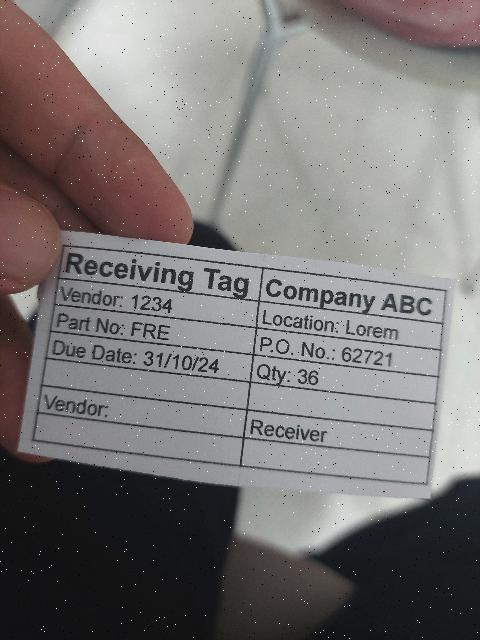 Receiving Tag Company ABC
Vendor: 1234 Location: Lorem
Part No: FRE P.O. No.: 62721
Due Date: 31/10/24 Qty: 36
Vendor: Receiver